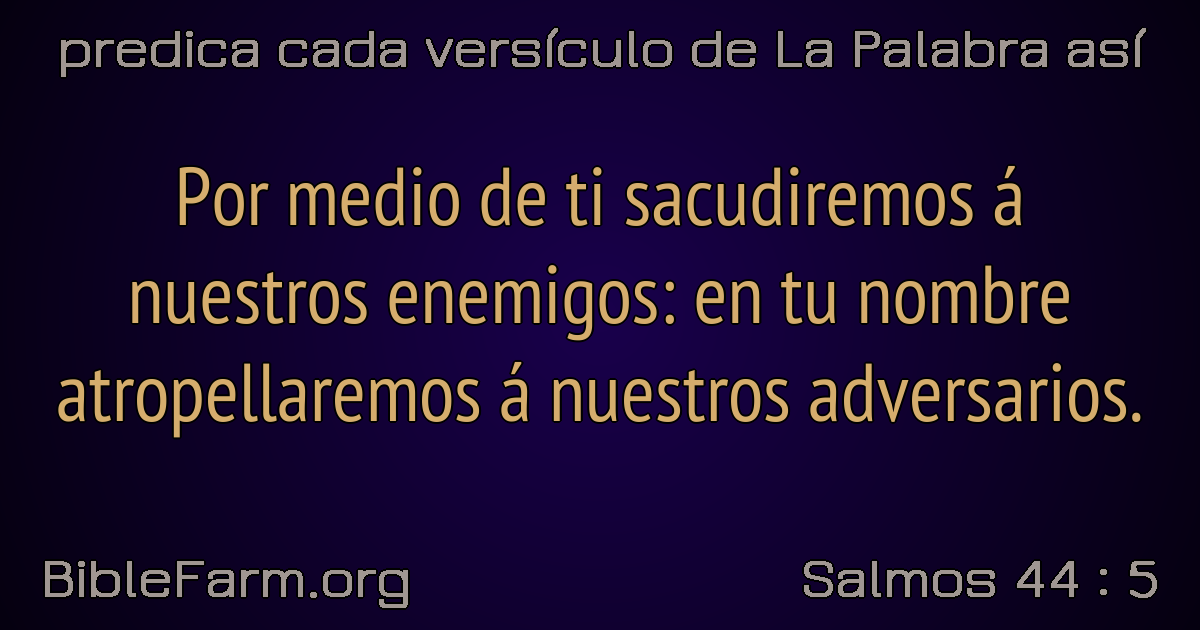 predica cada versículo de La Palabra así
Por medio de ti sacudiremos á
nuestros enemigos: en tu nombre
atropellaremos á nuestros adversarios.
BibleFarm.org
Salmos 44 : 5